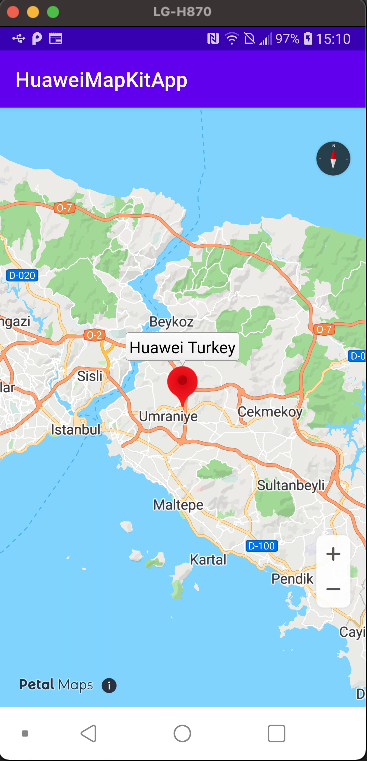 LG-H870
97% 15:10
HuaweiMapKitApp
O-7
D-020
ngazi
Beykoz
O-7
O-2
Huawei Turkey
D-0
Sisli
lar
Umraniye
Cekmekoy
Istanbul
Sultanbeyli
Maltepe
D-100
Kartal
Pendik
Cayi
Petal Maps
D